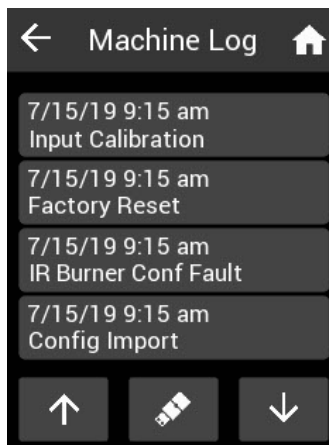 Machine Log
7/15/19 9:15 am
Input Calibration
7/15/19 9:15 am
Factory Reset
7/15/19 9:15 am
IR Burner Conf Fault
7/15/19 9:15 am
Config Import